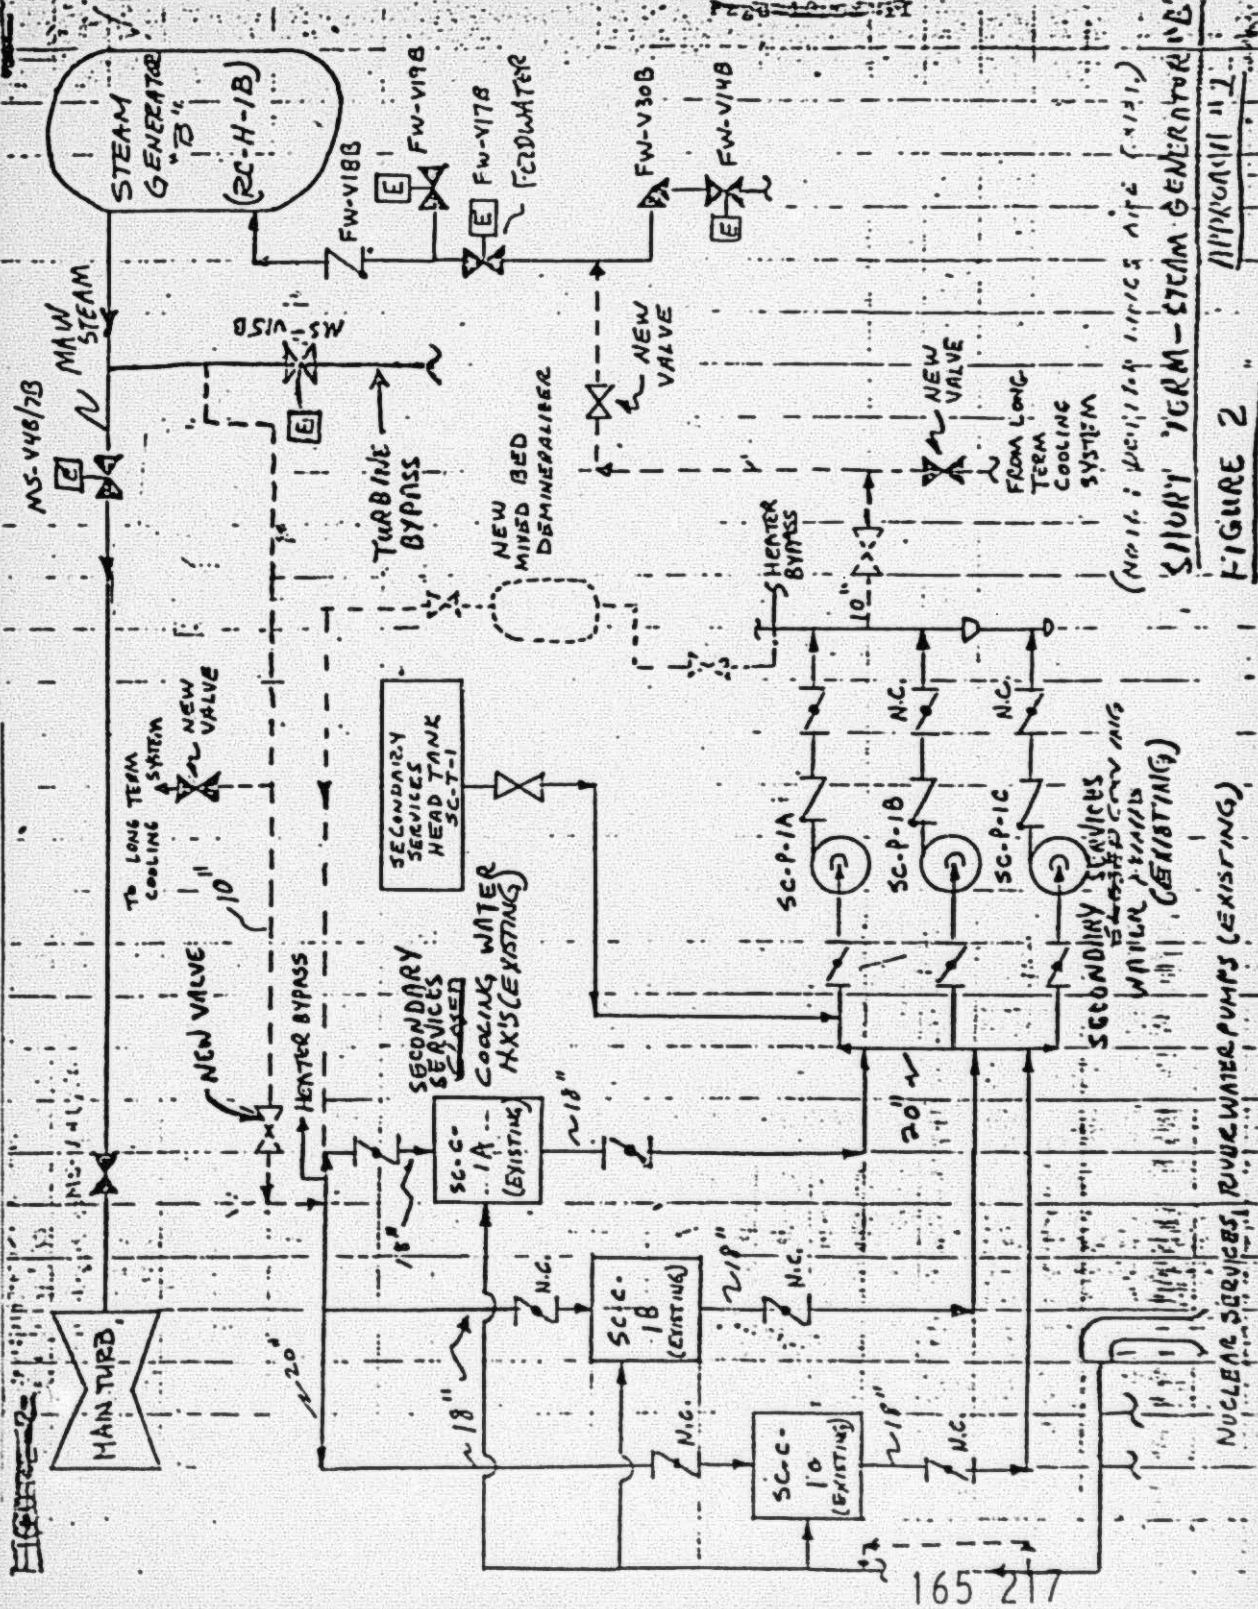 STEAM
GENERATOR
"B"
(RC-H-1B)
FW-V18B
E
FW-V19B
E
FW-V17B
FEEDWATER
FW-V30B
E
FW-V14B
MAIN
STEAM
MS-V15B
E
TURBINE
BYPASS
MS-V4B/7B
E
NEW
VALVE
NEW
VALVE
FROM LONG
TERM
COOLING
SYSTEM
NEW
MIXED BED
DEMINERALIBER
HEATER
BYPASS
10"
TO LONG TERM
COOLING SYSTEM
NEW
VALVE
10"
NEW VALVE
HEATER BYPASS
SECONDARY
SERVICES
HEAD TANK
SC-T-1
SECONDARY
SERVICES
CLOSED
COOLING WATER
HX'S (EXISTING)
SC-P-1A
SC-P-1B
N.C.
SC-P-1C
N.C.
SECONDARY SERVICES
WATER
(EXISTING)
20"
18"
SC-C-
1A
(EXISTING)
18"
20"
18"
N.C.
SC-C-
1B
(EXISTING)
18"
N.C.
18"
N.C.
SC-C-
1C
(EXISTING)
18"
N.C.
MAIN TURB.
NUCLEAR SERVICES RIVER WATER PUMPS (EXISTING)
SHORT TERM-STEAM GENERATOR "B"
FIGURE 2
165 217